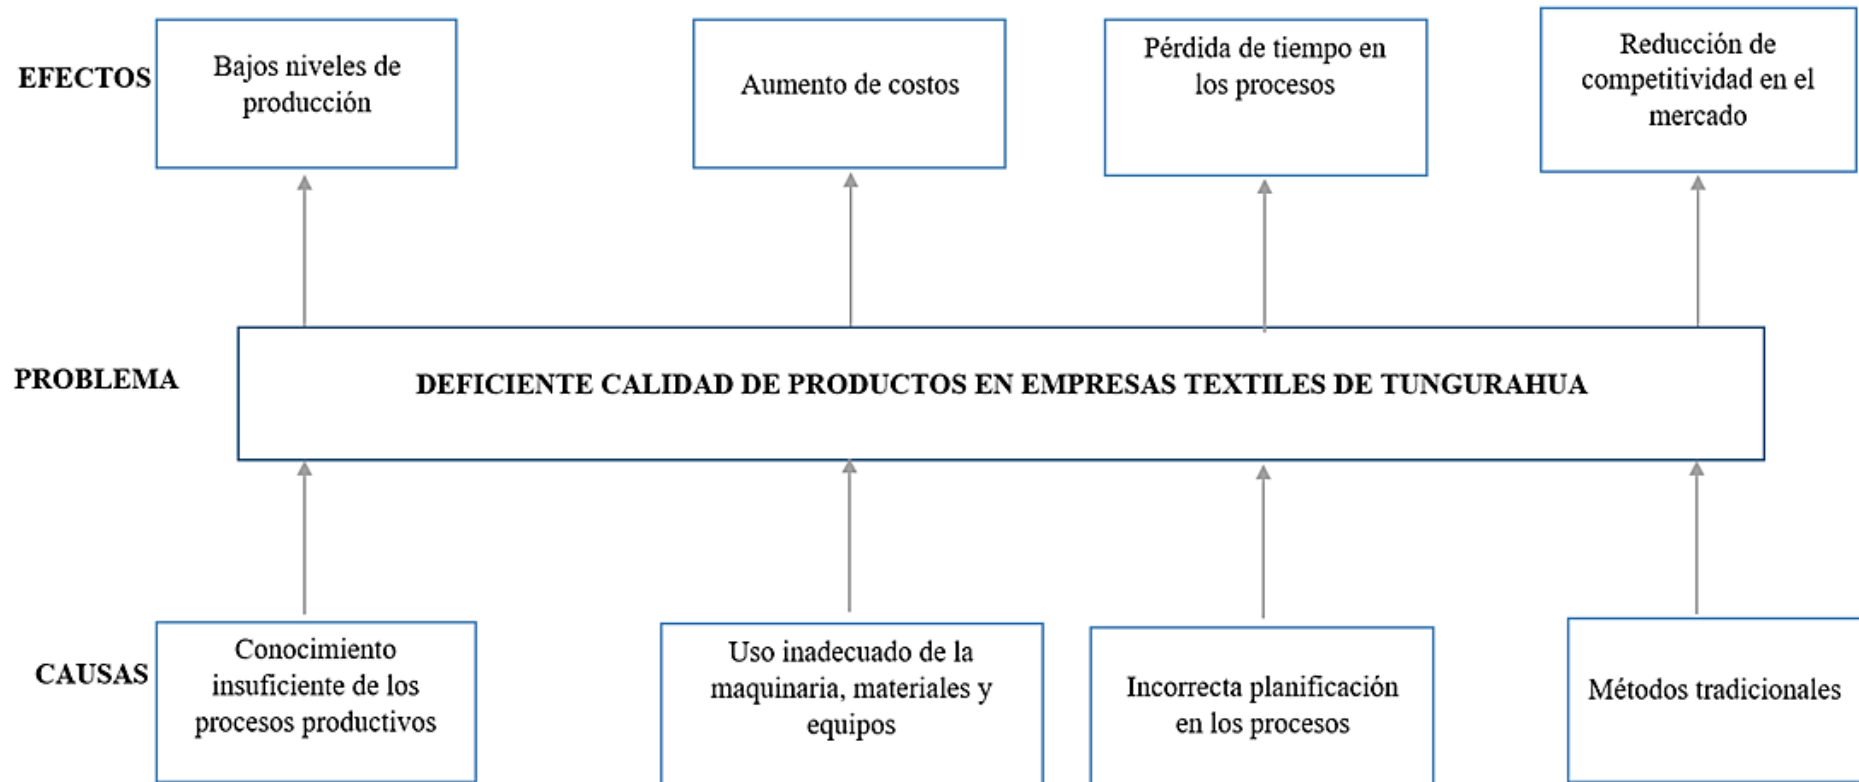 EFECTOS
Bajos niveles de
producción
Aumento de costos
Pérdida de tiempo en
los procesos
Reducción de
competitividad en el
mercado
PROBLEMA
DEFICIENTE CALIDAD DE PRODUCTOS EN EMPRESAS TEXTILES DE TUNGURAHUA
CAUSAS
Conocimiento
insuficiente de los
procesos productivos
Uso inadecuado de la
maquinaria, materiales y
equipos
Incorrecta planificación
en los procesos
Métodos tradicionales